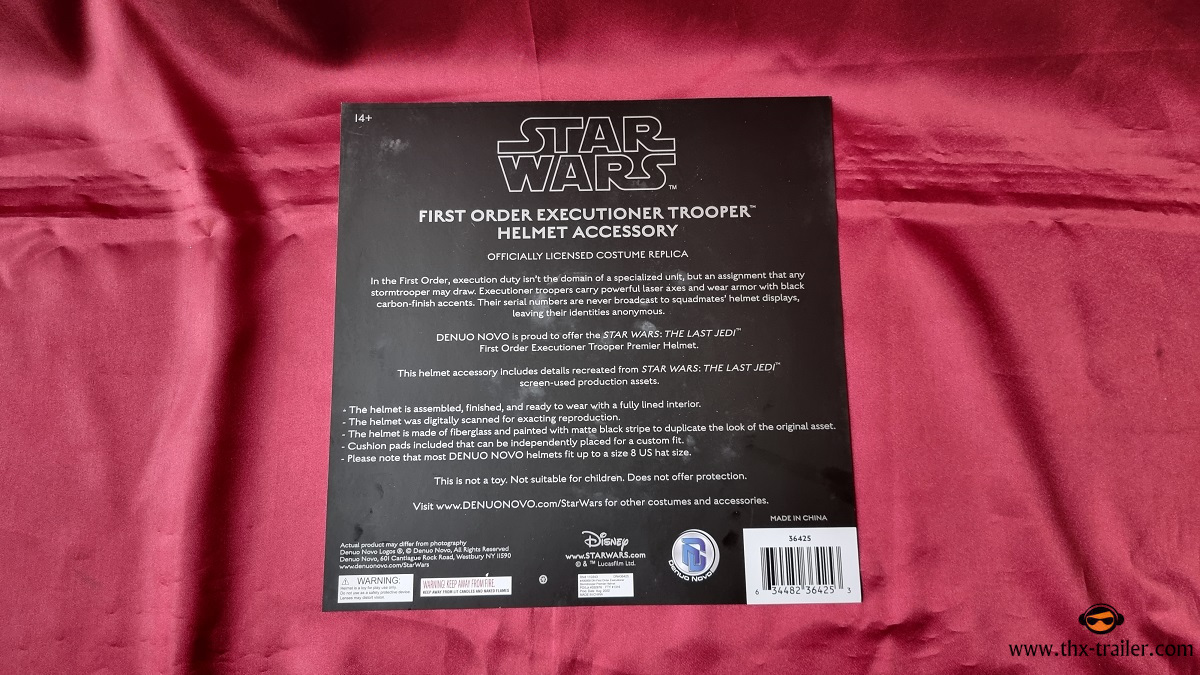 14+
STAR
WARS™
FIRST ORDER EXECUTIONER TROOPER™
HELMET ACCESSORY
OFFICIALLY LICENSED COSTUME REPLICA
In the First Order, execution duty isn't the domain of a specialized unit, but an assignment that any
stormtrooper may draw. Executioner troopers carry powerful laser axes and wear armor with black
carbon-finish accents. Their serial numbers are never broadcast to squadmates' helmet displays,
leaving their identities anonymous.
DENUO NOVO is proud to offer the STAR WARS: THE LAST JEDI™
First Order Executioner Trooper Premier Helmet.
This helmet accessory includes details recreated from STAR WARS: THE LAST JEDI™
screen-used production assets.
- The helmet is assembled, finished, and ready to wear with a fully lined interior.
- The helmet was digitally scanned for exacting reproduction.
- The helmet is made of fiberglass and painted with matte black stripe to duplicate the look of the original asset.
- Cushion pads included that can be independently placed for a custom fit.
- Please note that most DENUO NOVO helmets fit up to a size 8 US hat size.
This is not a toy. Not suitable for children. Does not offer protection.
Visit www.DENUONOVO.com/StarWars for other costumes and accessories.
Actual product may differ from photography
Denuo Novo Logos ®, © Denuo Novo, All Rights Reserved
Denuo Novo, 601 Cantiague Rock Road, Westbury NY 11590
www.denuonovo.com/StarWars
WARNING:
WARNING! KEEP AWAY FROM FIRE
KEEP AWAY FROM LIT CANDLES AND NAKED FLAMES
Disney
www.STARWARS.com
© & ™ Lucasfilm Ltd.
Denuo Novo
MADE IN CHINA
36425
6 34482 36425 3
www.thx-trailer.com